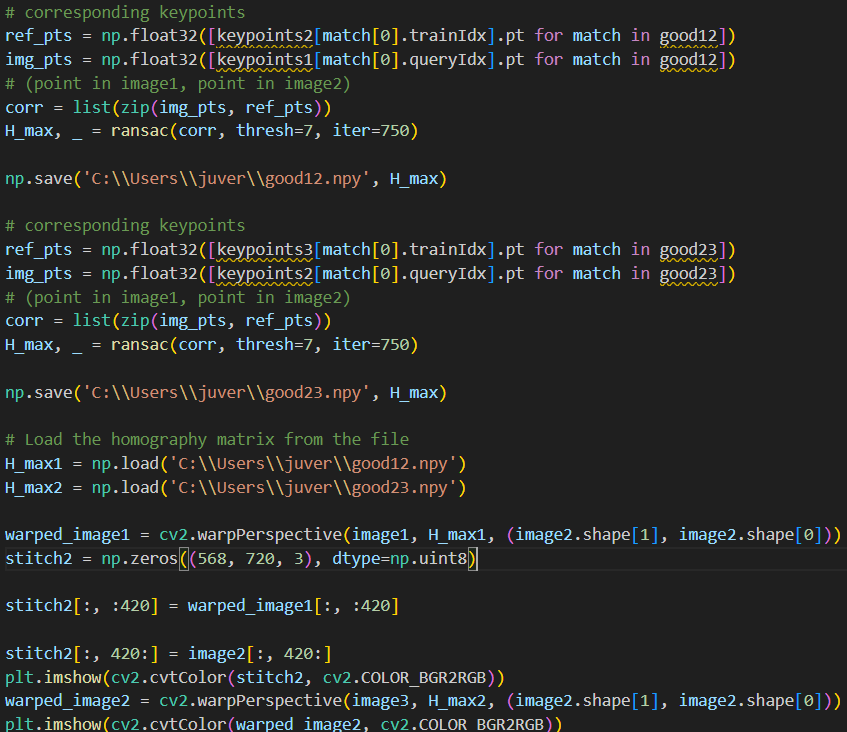 # corresponding keypoints
ref_pts = np.float32([keypoints2[match[0].trainIdx].pt for match in good12])
img_pts = np.float32([keypoints1[match[0].queryIdx].pt for match in good12])
# (point in image1, point in image2)
corr = list(zip(img_pts, ref_pts))
H_max, _ = ransac(corr, thresh=7, iter=750)
np.save('C:\\Users\\juver\\good12.npy', H_max)
# corresponding keypoints
ref_pts = np.float32([keypoints3[match[0].trainIdx].pt for match in good23])
img_pts = np.float32([keypoints2[match[0].queryIdx].pt for match in good23])
# (point in image1, point in image2)
corr = list(zip(img_pts, ref_pts))
H_max, _ = ransac(corr, thresh=7, iter=750)
np.save('C:\\Users\\juver\\good23.npy', H_max)
# Load the homography matrix from the file
H_max1 = np.load('C:\\Users\\juver\\good12.npy')
H_max2 = np.load('C:\\Users\\juver\\good23.npy')
warped_image1 = cv2.warpPerspective(image1, H_max1, (image2.shape[1], image2.shape[0]))
stitch2 = np.zeros((568, 720, 3), dtype=np.uint8)
stitch2[:, :420] = warped_image1[:, :420]
stitch2[:, 420:] = image2[:, 420:]
plt.imshow(cv2.cvtColor(stitch2, cv2.COLOR_BGR2RGB))
warped_image2 = cv2.warpPerspective(image3, H_max2, (image2.shape[1], image2.shape[0]))
plt.imshow(cv2.cvtColor(warped_image2, cv2.COLOR_BGR2RGB))